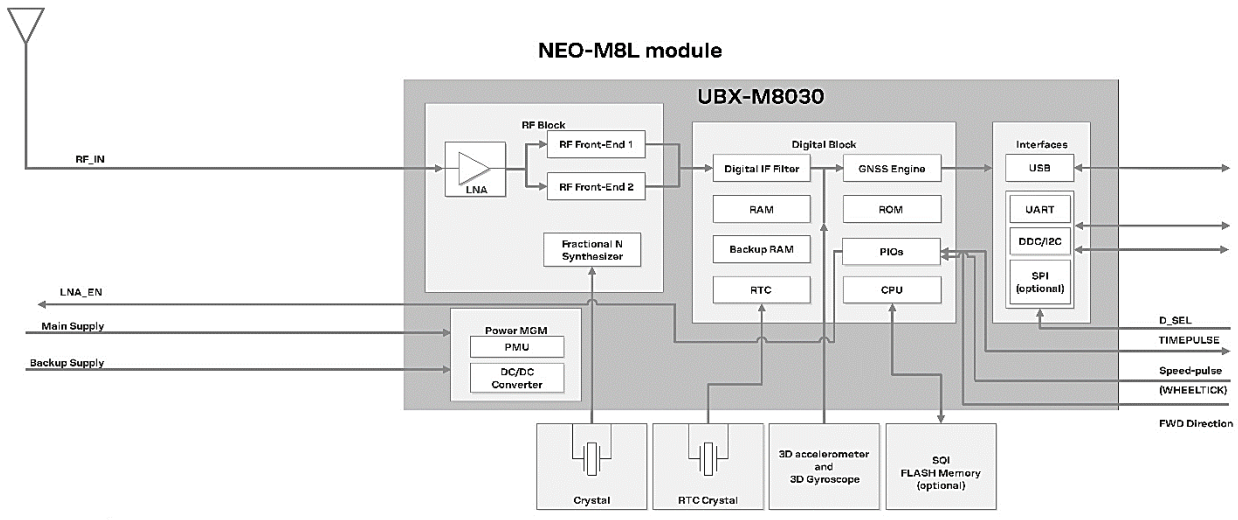 NEO-M8L module
UBX-M8030
RF Block
RF_IN
LNA
RF Front-End 1
RF Front-End 2
Fractional N
Synthesizer
Digital Block
Digital IF Filter
GNSS Engine
RAM
ROM
Backup RAM
PIOs
RTC
CPU
Interfaces
USB
UART
DDC/I2C
SPI
(optional)
LNA_EN
Main Supply
Backup Supply
Power MGM
PMU
DC/DC
Converter
D_SEL
TIMEPULSE
Speed-pulse
(WHEELTICK)
FWD Direction
Crystal
RTC Crystal
3D accelerometer
and
3D Gyroscope
SQI
FLASH Memory
(optional)